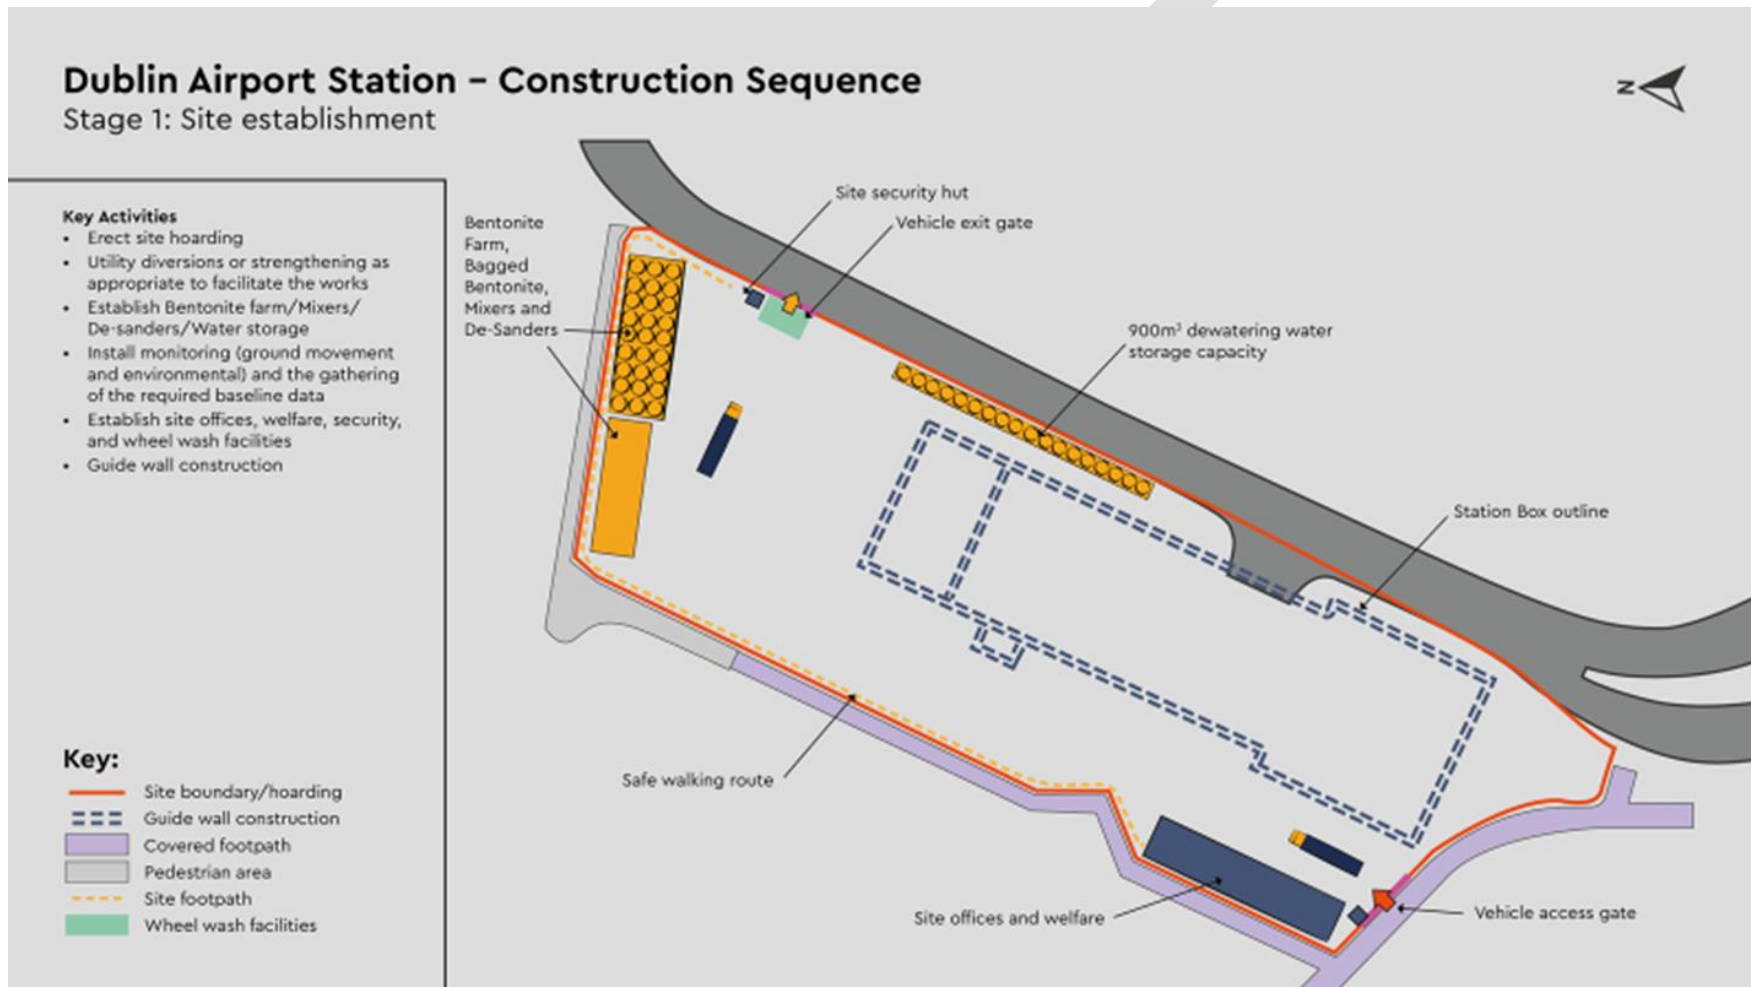 Dublin Airport Station – Construction Sequence
Stage 1: Site establishment
N
Key Activities
• Erect site hoarding
• Utility diversions or strengthening as
appropriate to facilitate the works
• Establish Bentonite farm/Mixers/
De-sanders/Water storage
• Install monitoring (ground movement
and environmental) and the gathering
of the required baseline data
• Establish site offices, welfare, security,
and wheel wash facilities
• Guide wall construction
Key:
Site boundary/hoarding
Guide wall construction
Covered footpath
Pedestrian area
Site footpath
Wheel wash facilities
Bentonite
Farm,
Bagged
Bentonite,
Mixers and
De-Sanders
Site security hut
Vehicle exit gate
900m³ dewatering water
storage capacity
Station Box outline
Safe walking route
Site offices and welfare
Vehicle access gate